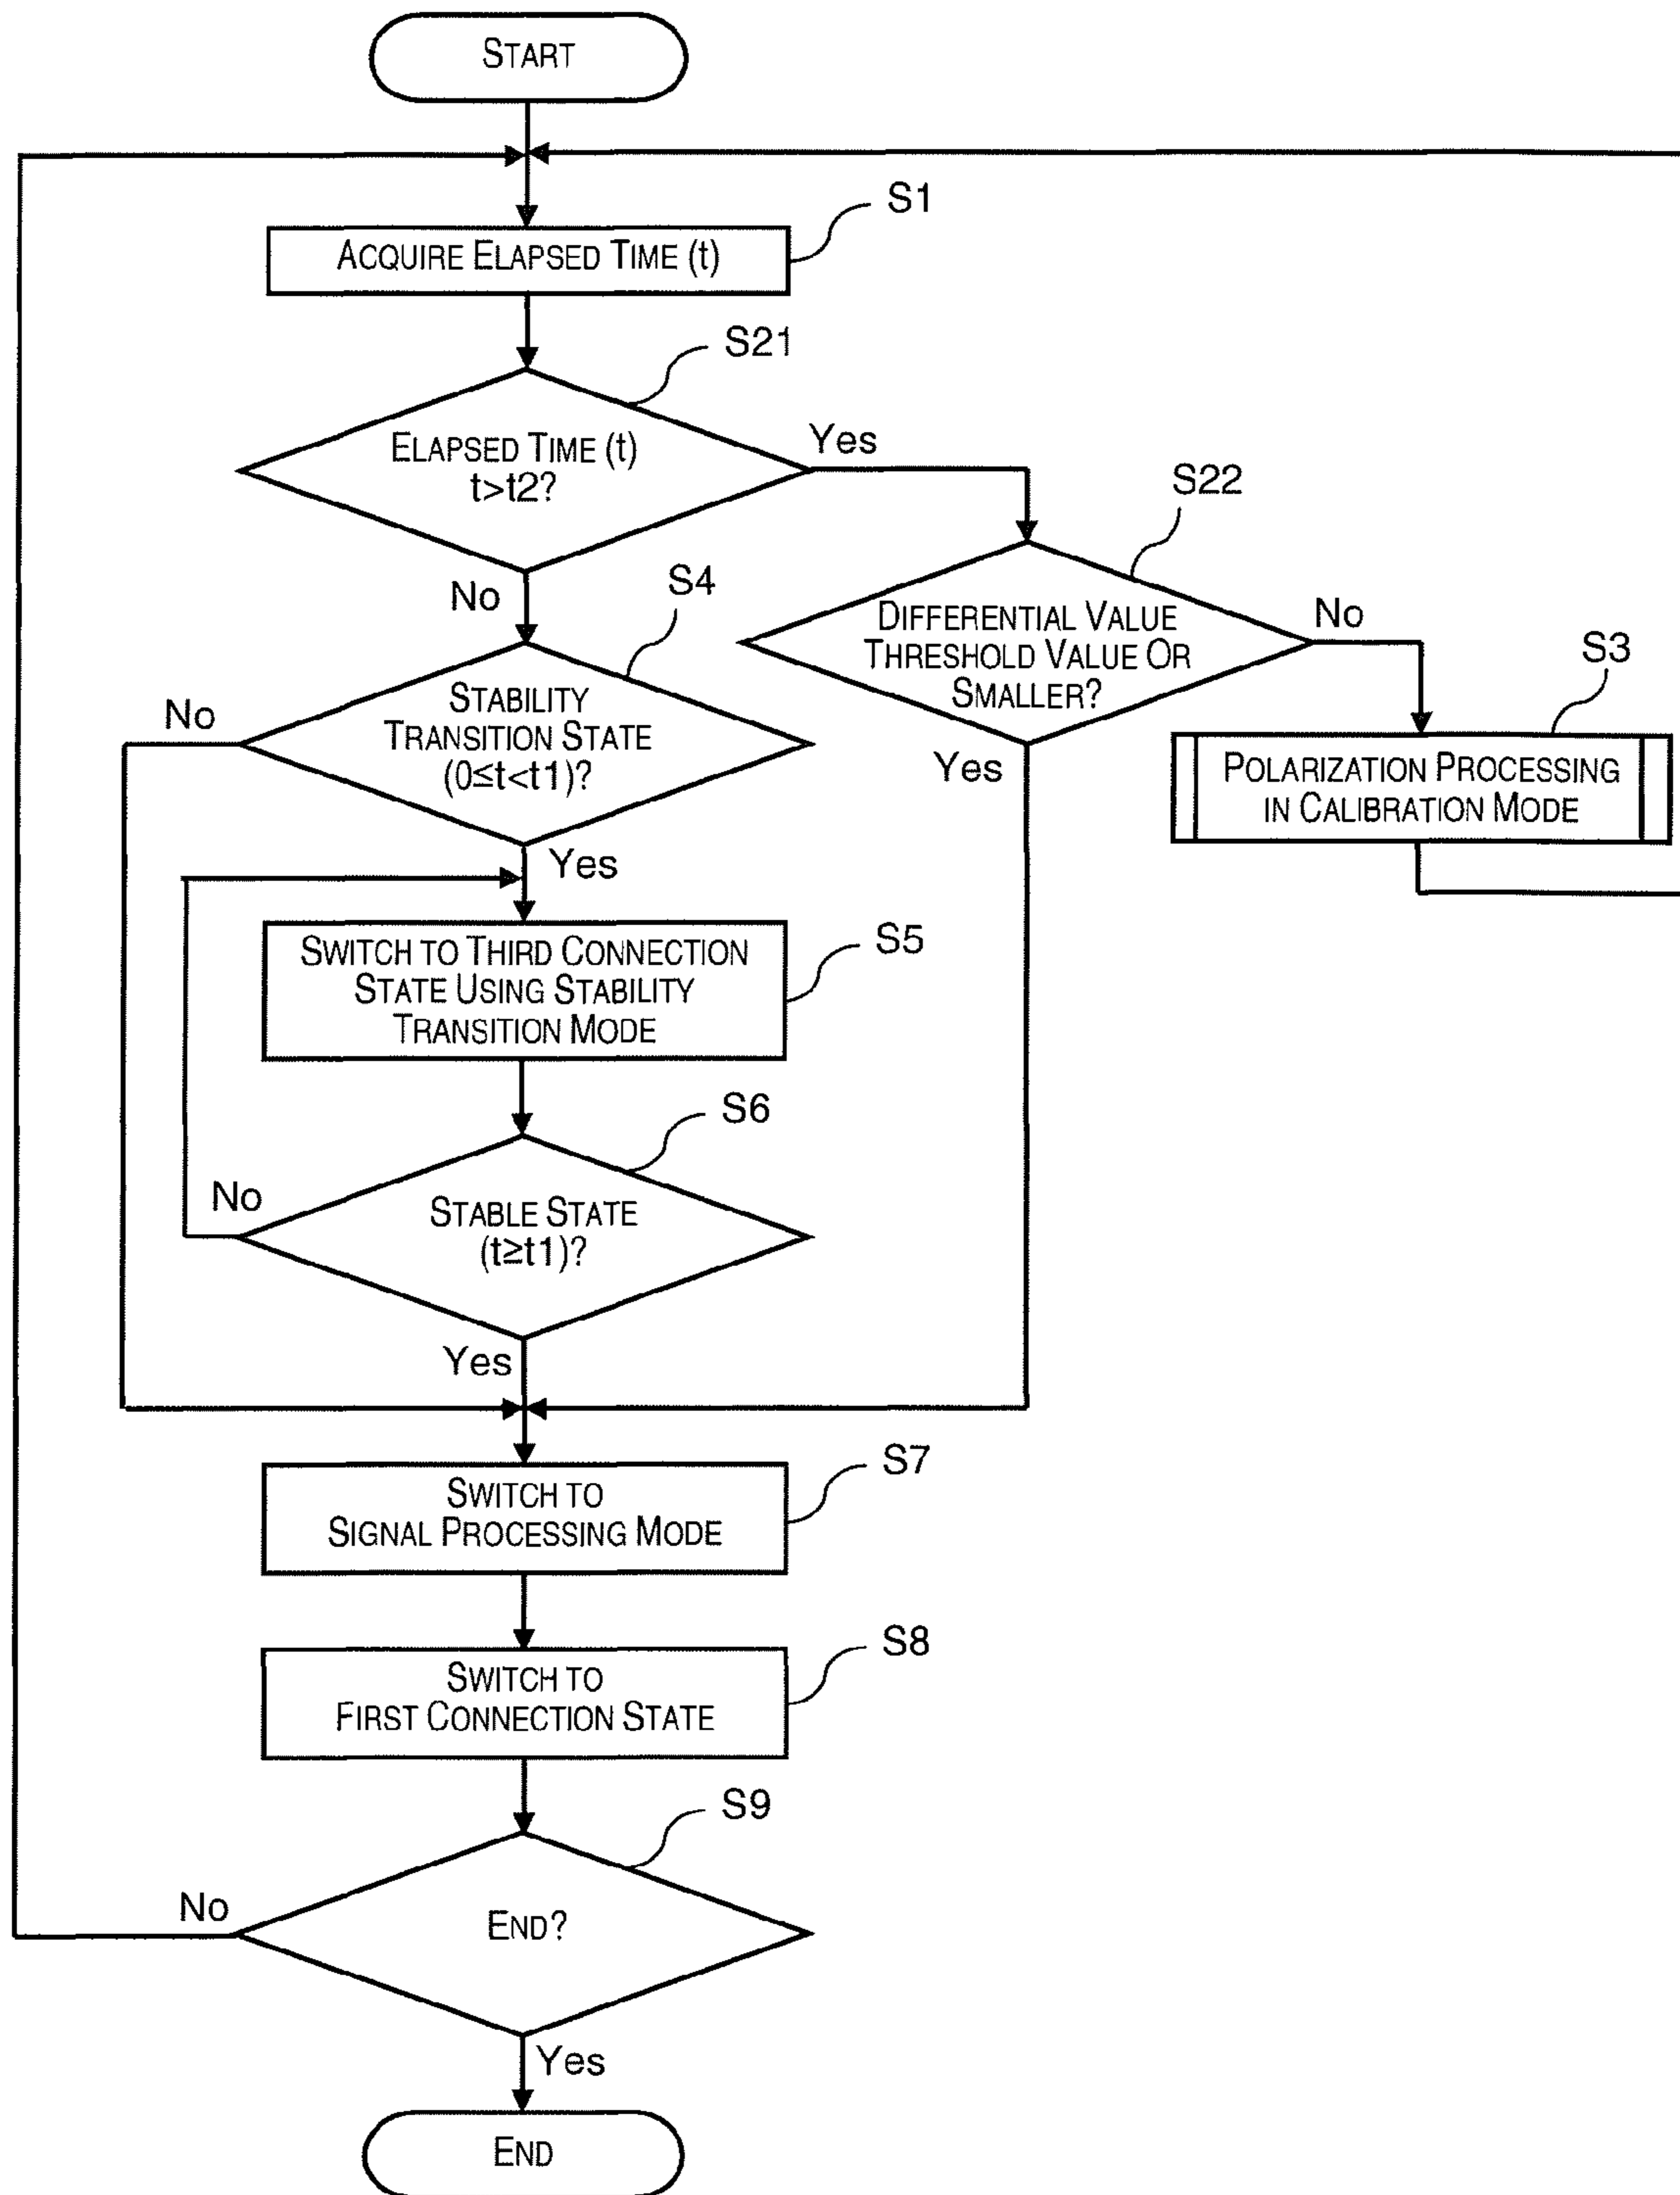 START
S1
ACQUIRE ELAPSED TIME (t)
S21
ELAPSED TIME (t)
t>t2?
Yes
No
S22
DIFFERENTIAL VALUE
THRESHOLD VALUE OR
SMALLER?
No
Yes
S3
POLARIZATION PROCESSING
IN CALIBRATION MODE
S4
STABILITY
TRANSITION STATE
(0≤t<t1)?
No
Yes
S5
SWITCH TO THIRD CONNECTION
STATE USING STABILITY
TRANSITION MODE
S6
STABLE STATE
(t≥t1)?
No
Yes
S7
SWITCH TO
SIGNAL PROCESSING MODE
S8
SWITCH TO
FIRST CONNECTION STATE
S9
END?
No
Yes
END